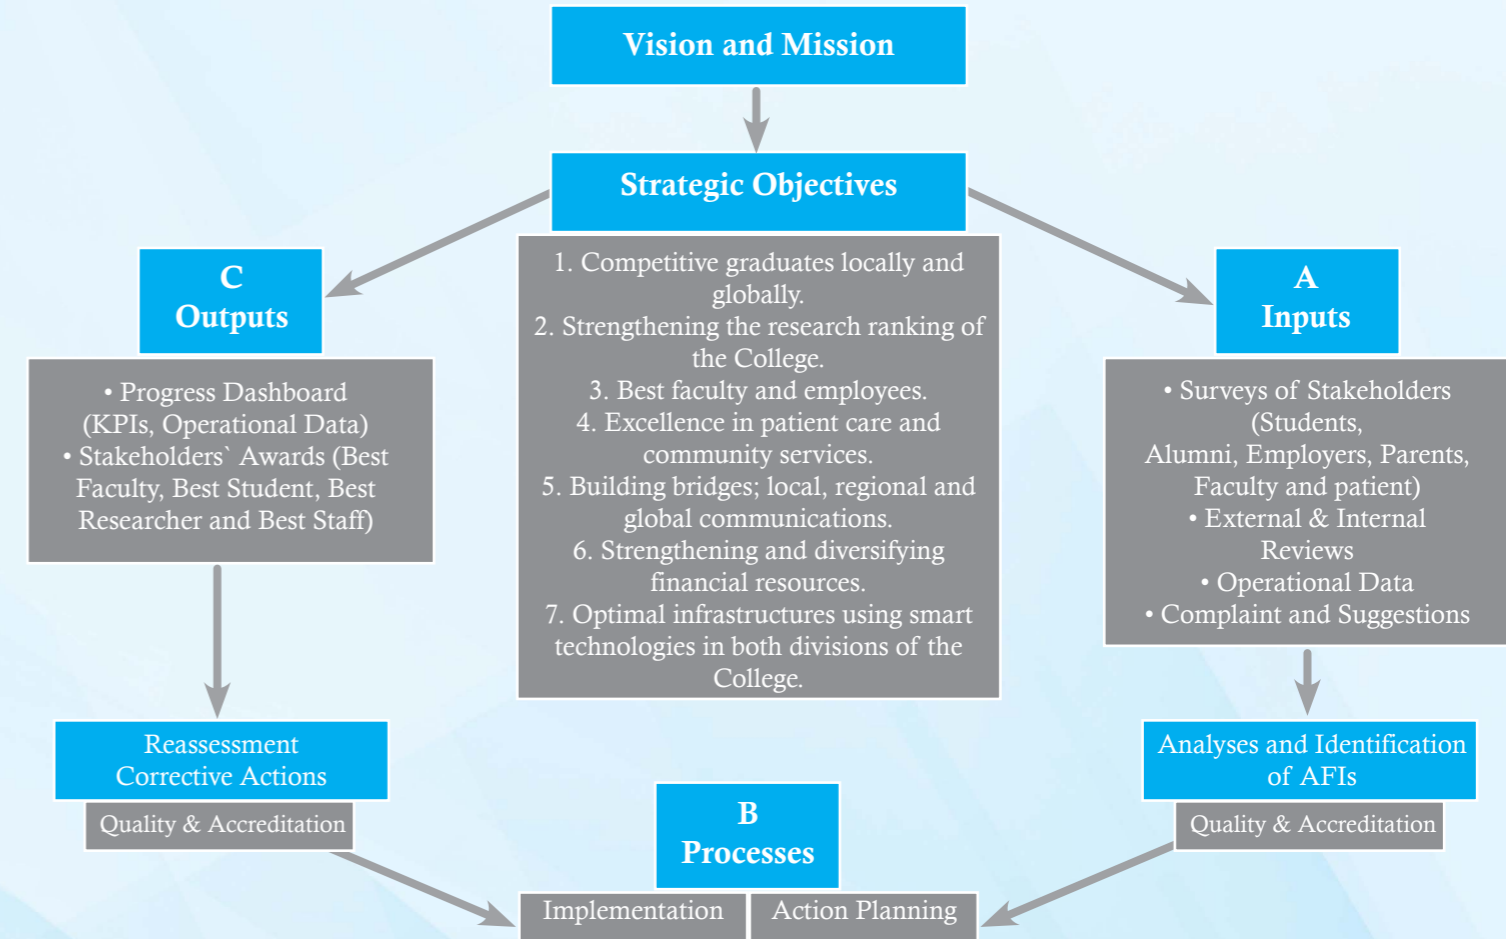 Vision and Mission
Strategic Objectives
1. Competitive graduates locally and
globally.
2. Strengthening the research ranking of
the College.
3. Best faculty and employees.
4. Excellence in patient care and
community services.
5. Building bridges; local, regional and
global communications.
6. Strengthening and diversifying
financial resources.
7. Optimal infrastructures using smart
technologies in both divisions of the
College.
C
Outputs
• Progress Dashboard
(KPIs, Operational Data)
• Stakeholders` Awards (Best
Faculty, Best Student, Best
Researcher and Best Staff)
Reassessment
Corrective Actions
Quality & Accreditation
A
Inputs
• Surveys of Stakeholders
(Students,
Alumni, Employers, Parents,
Faculty and patient)
• External & Internal
Reviews
• Operational Data
• Complaint and Suggestions
Analyses and Identification
of AFIs
Quality & Accreditation
B
Processes
Implementation
Action Planning